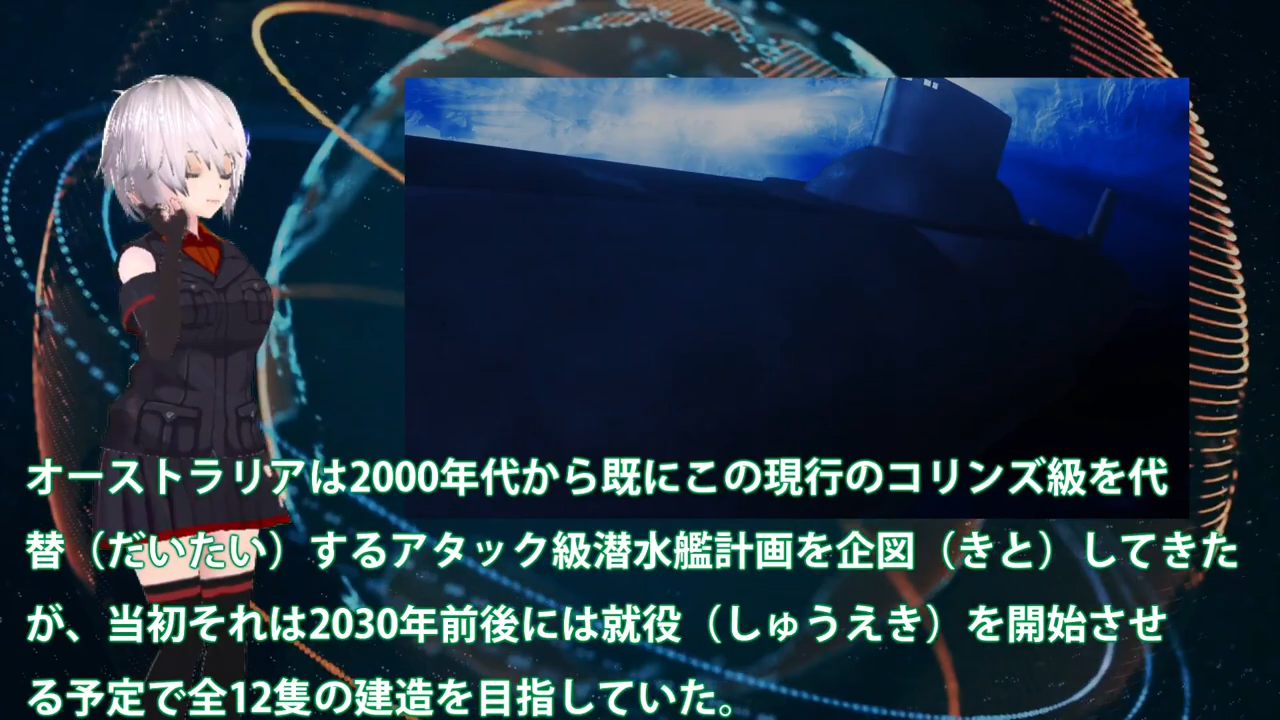 オーストラリアは2000年代から既にこの現行のコリンズ級を代
替（だいたい）するアタック級潜水艦計画を企図（きと）してきた
が、当初それは2030年前後には就役（しゅうえき）を開始させ
る予定で全12隻の建造を目指していた。